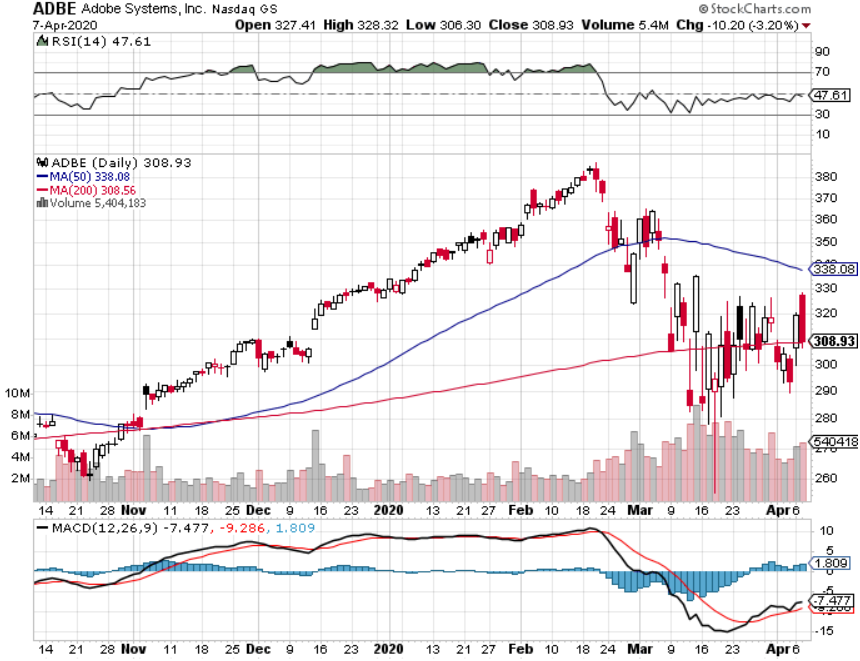 ADBE Adobe Systems, Inc. Nasdaq GS © StockCharts.com
7-Apr-2020 Open 327.41 High 328.32 Low 306.30 Close 308.93 Volume 5.4M Chg -10.20 (-3.20%)
RSI(14) 47.61
90
70
47.61
30
10
ADBE (Daily) 308.93
MA(50) 338.08
MA(200) 308.56
Volume 5,404,183
380
370
360
350
338.08
330
320
308.93
300
290
280
260
10M
8M
6M
4M
2M
540418
14 21 28 Nov 11 18 25 Dec 9 16 23 2020 13 21 27 Feb 10 18 24 Mar 9 16 23 Apr 6
MACD(12,26,9) -7.477, -9.286, 1.809
10
5
1.809
-7.477
-15
14 21 28 Nov 11 18 25 Dec 9 16 23 2020 13 21 27 Feb 10 18 24 Mar 9 16 23 Apr 6